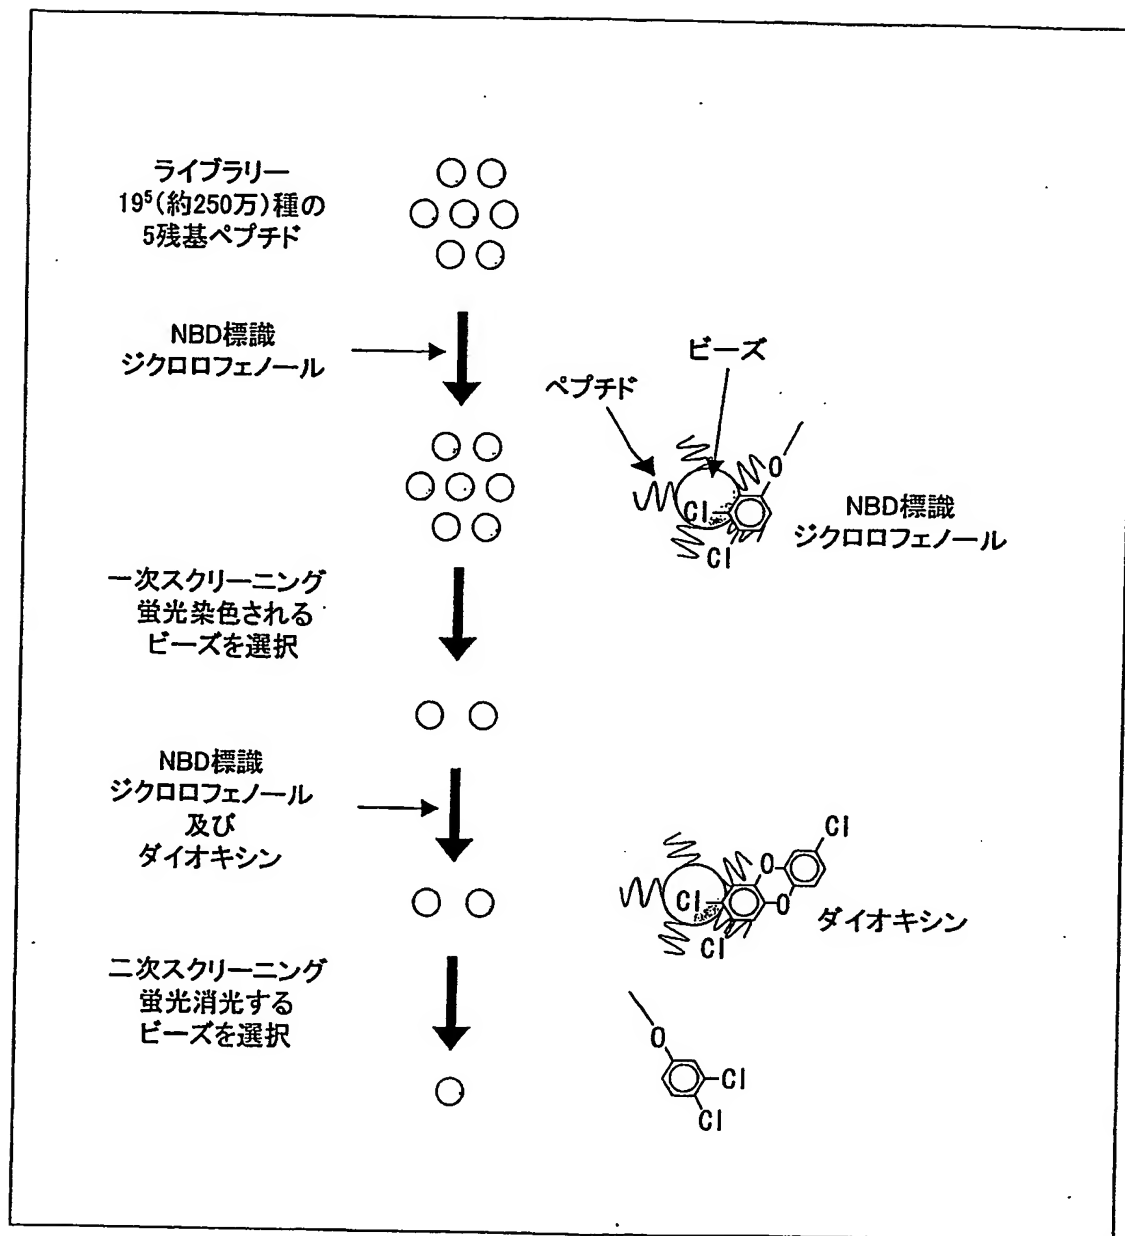 ライブラリー
19⁵(約250万)種の
5残基ペプチド
NBD標識
ジクロロフェノール
ビーズ
ペプチド
O
Cl
Cl
NBD標識
ジクロロフェノール
一次スクリーニング
蛍光染色される
ビーズを選択
NBD標識
ジクロロフェノール
及び
ダイオキシン
Cl
O
Cl
O
Cl
ダイオキシン
二次スクリーニング
蛍光消光する
ビーズを選択
O
Cl
Cl